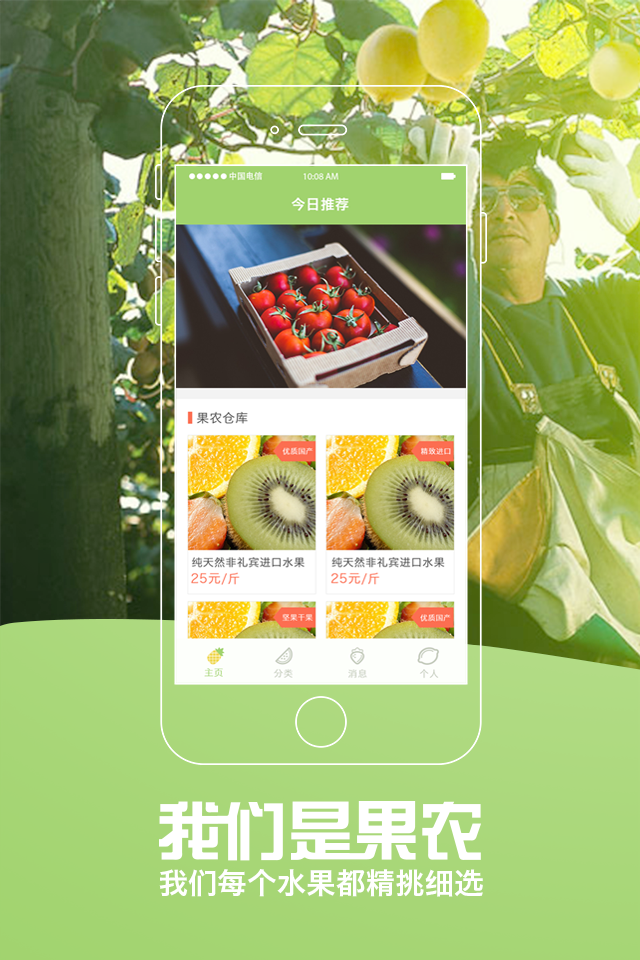 中国电信 10:08 AM
今日推荐
果农仓库
优质国产 精致进口
纯天然非礼宾进口水果 纯天然非礼宾进口水果
25元/斤 25元/斤
坚果干果 优质国产
主页 分类 消息 个人
我们是果农
我们每个水果都精挑细选